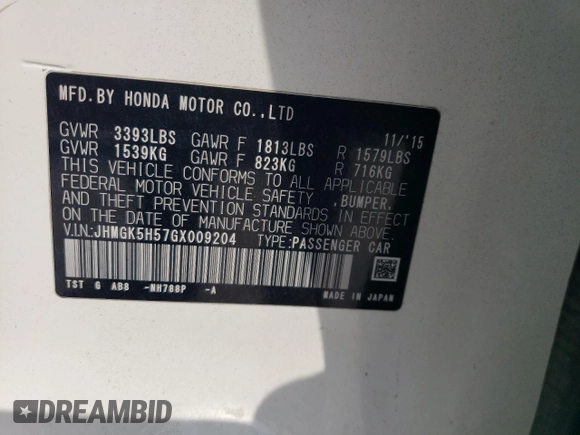 MFD.BY HONDA MOTOR CO.,LTD
11/'15
GVWR 3393LBS GAWR F 1813LBS R 1579LBS
GVWR 1539KG GAWR F 823KG R 716KG
THIS VEHICLE CONFORMS TO ALL APPLICABLE
FEDERAL MOTOR VEHICLE SAFETY ,BUMPER,
AND THEFT PREVENTION STANDARDS IN
EFFECT ON THE DATE OF MANUFACTURE SHOWN ABOVE.
V.I.N:JHMGK5H57GX009204 TYPE:PASSENGER CAR
TST G AB8 -NH788P -A MADE IN JAPAN
DREAMBID